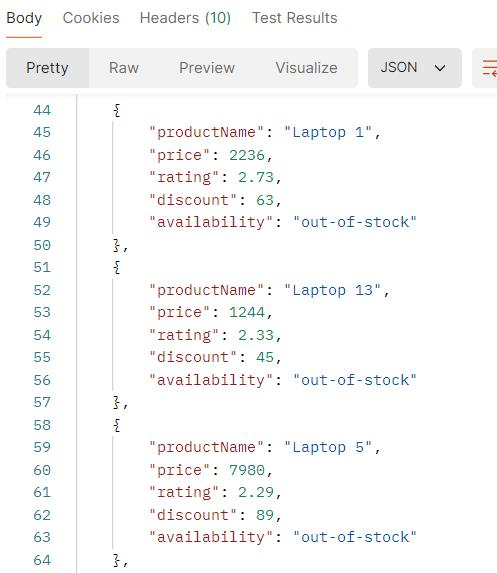 Body Cookies Headers (10) Test Results
Pretty Raw Preview Visualize JSON
44 {
45 "productName": "Laptop 1",
46 "price": 2236,
47 "rating": 2.73,
48 "discount": 63,
49 "availability": "out-of-stock"
50 },
51 {
52 "productName": "Laptop 13",
53 "price": 1244,
54 "rating": 2.33,
55 "discount": 45,
56 "availability": "out-of-stock"
57 },
58 {
59 "productName": "Laptop 5",
60 "price": 7980,
61 "rating": 2.29,
62 "discount": 89,
63 "availability": "out-of-stock"
64 },